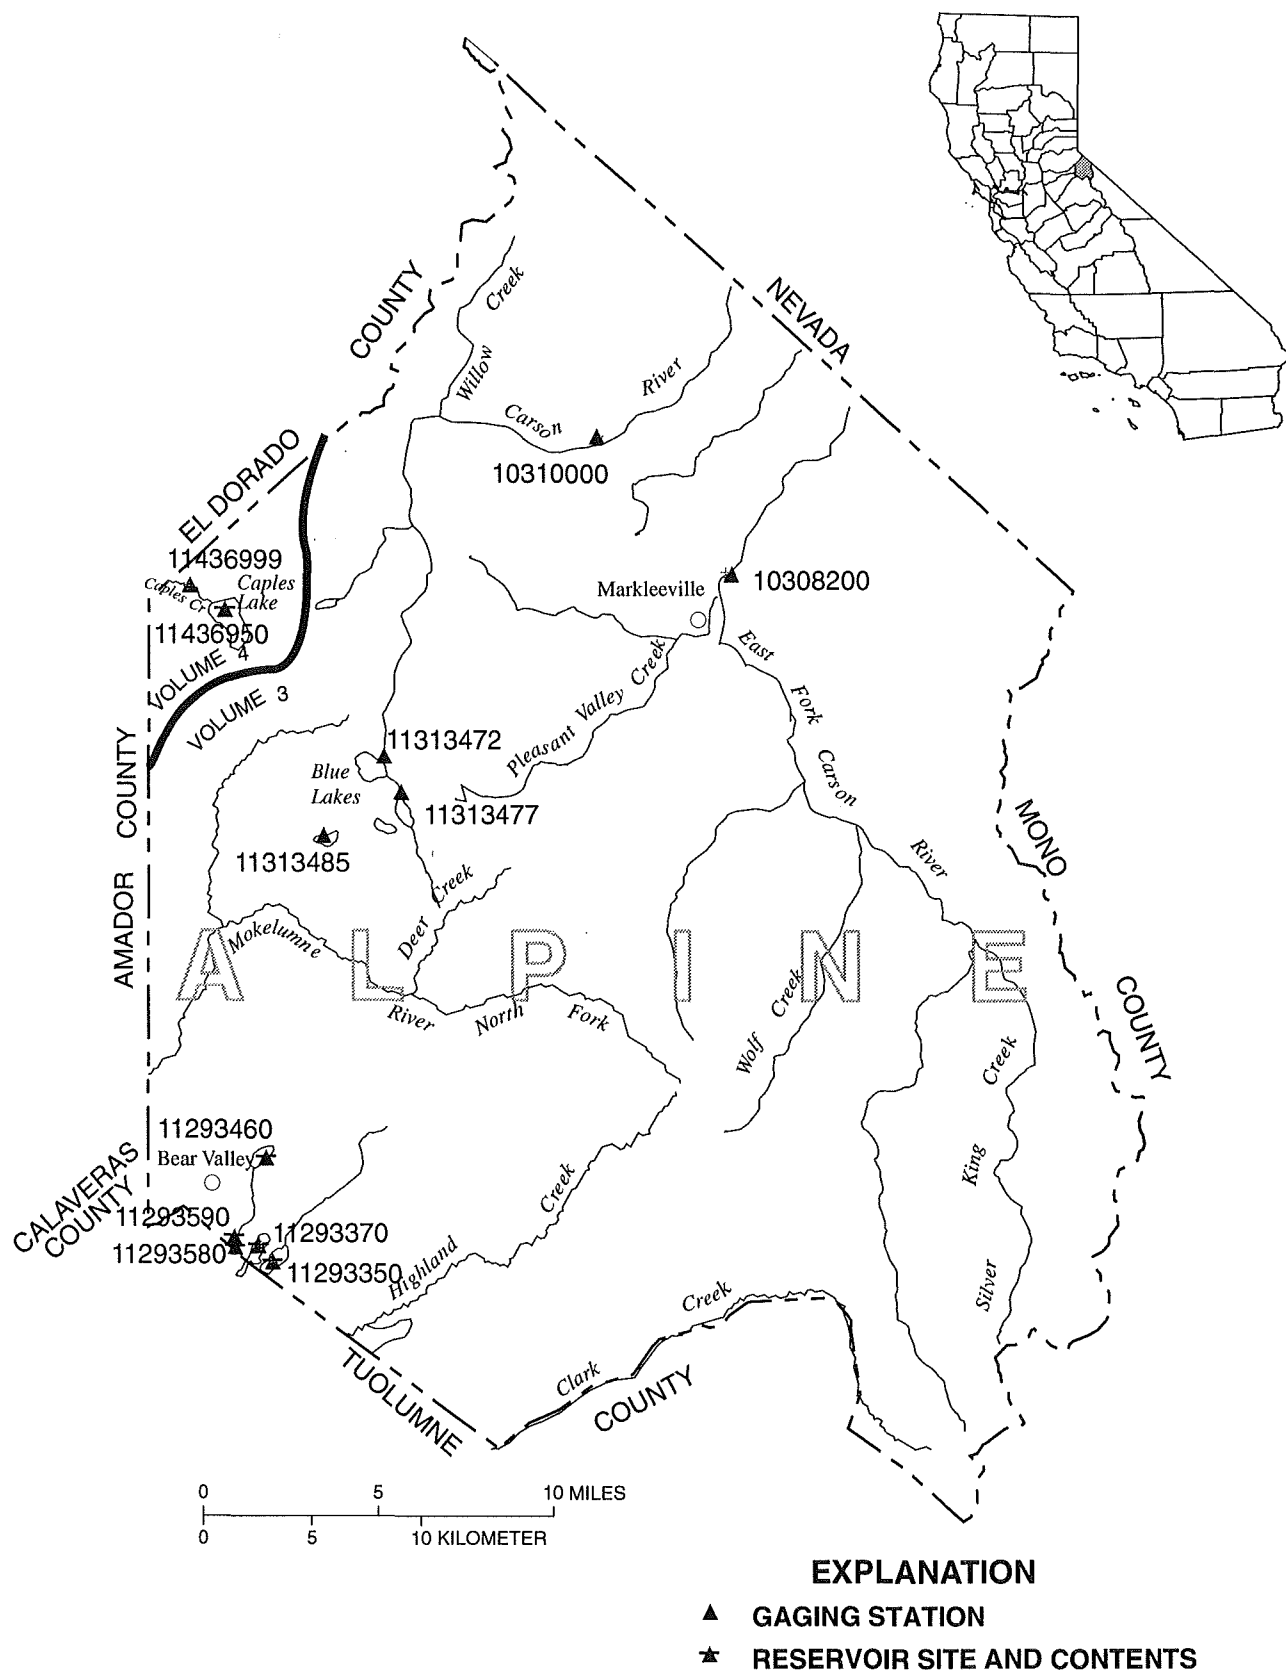 COUNTY
EL DORADO
NEVADA
Willow Creek
Carson River
10310000
11436999
Caples Cr
Caples
Lake
11436950
VOLUME 4
VOLUME 3
Markleeville
10308200
East Fork Carson River
Pleasant Valley Creek
11313472
Blue
Lakes
11313477
11313485
AMADOR COUNTY
MONO
COUNTY
Deer Creek
Mokelumne River North Fork
ALPINE
Wolf Creek
Silver King Creek
11293460
Bear Valley
CALAVERAS
COUNTY
11293590
11293370
11293580
11293350
Highland Creek
Clark Creek
TUOLUMNE
COUNTY
0 5 10 MILES
0 5 10 KILOMETER
EXPLANATION
GAGING STATION
RESERVOIR SITE AND CONTENTS